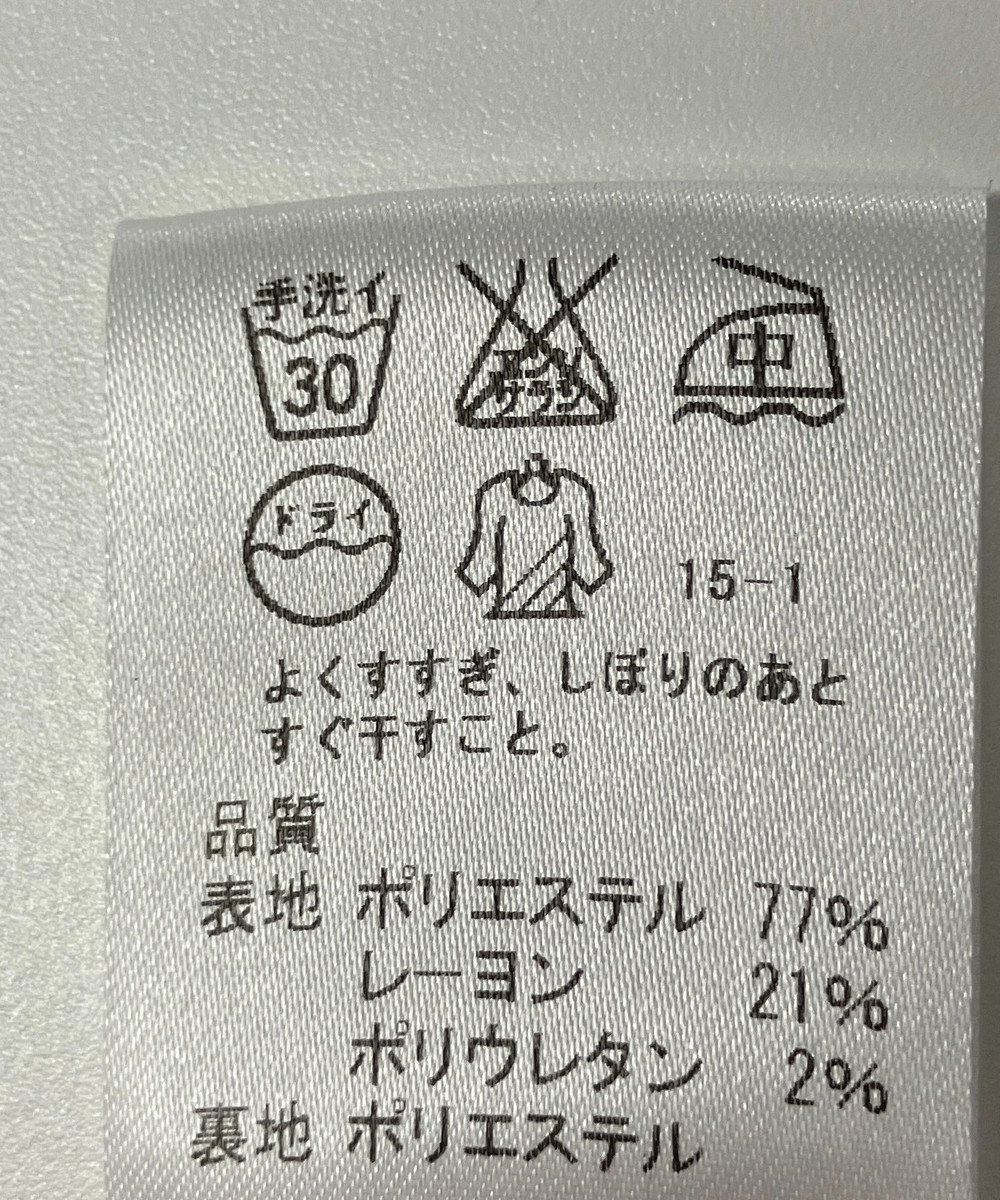 手洗イ
30
エンソ
サラシ
中
ドライ
15-1
よくすすぎ、しぼりのあと
すぐ干すこと。
品質
表地 ポリエステル 77%
レーヨン 21%
ポリウレタン 2%
裏地 ポリエステル